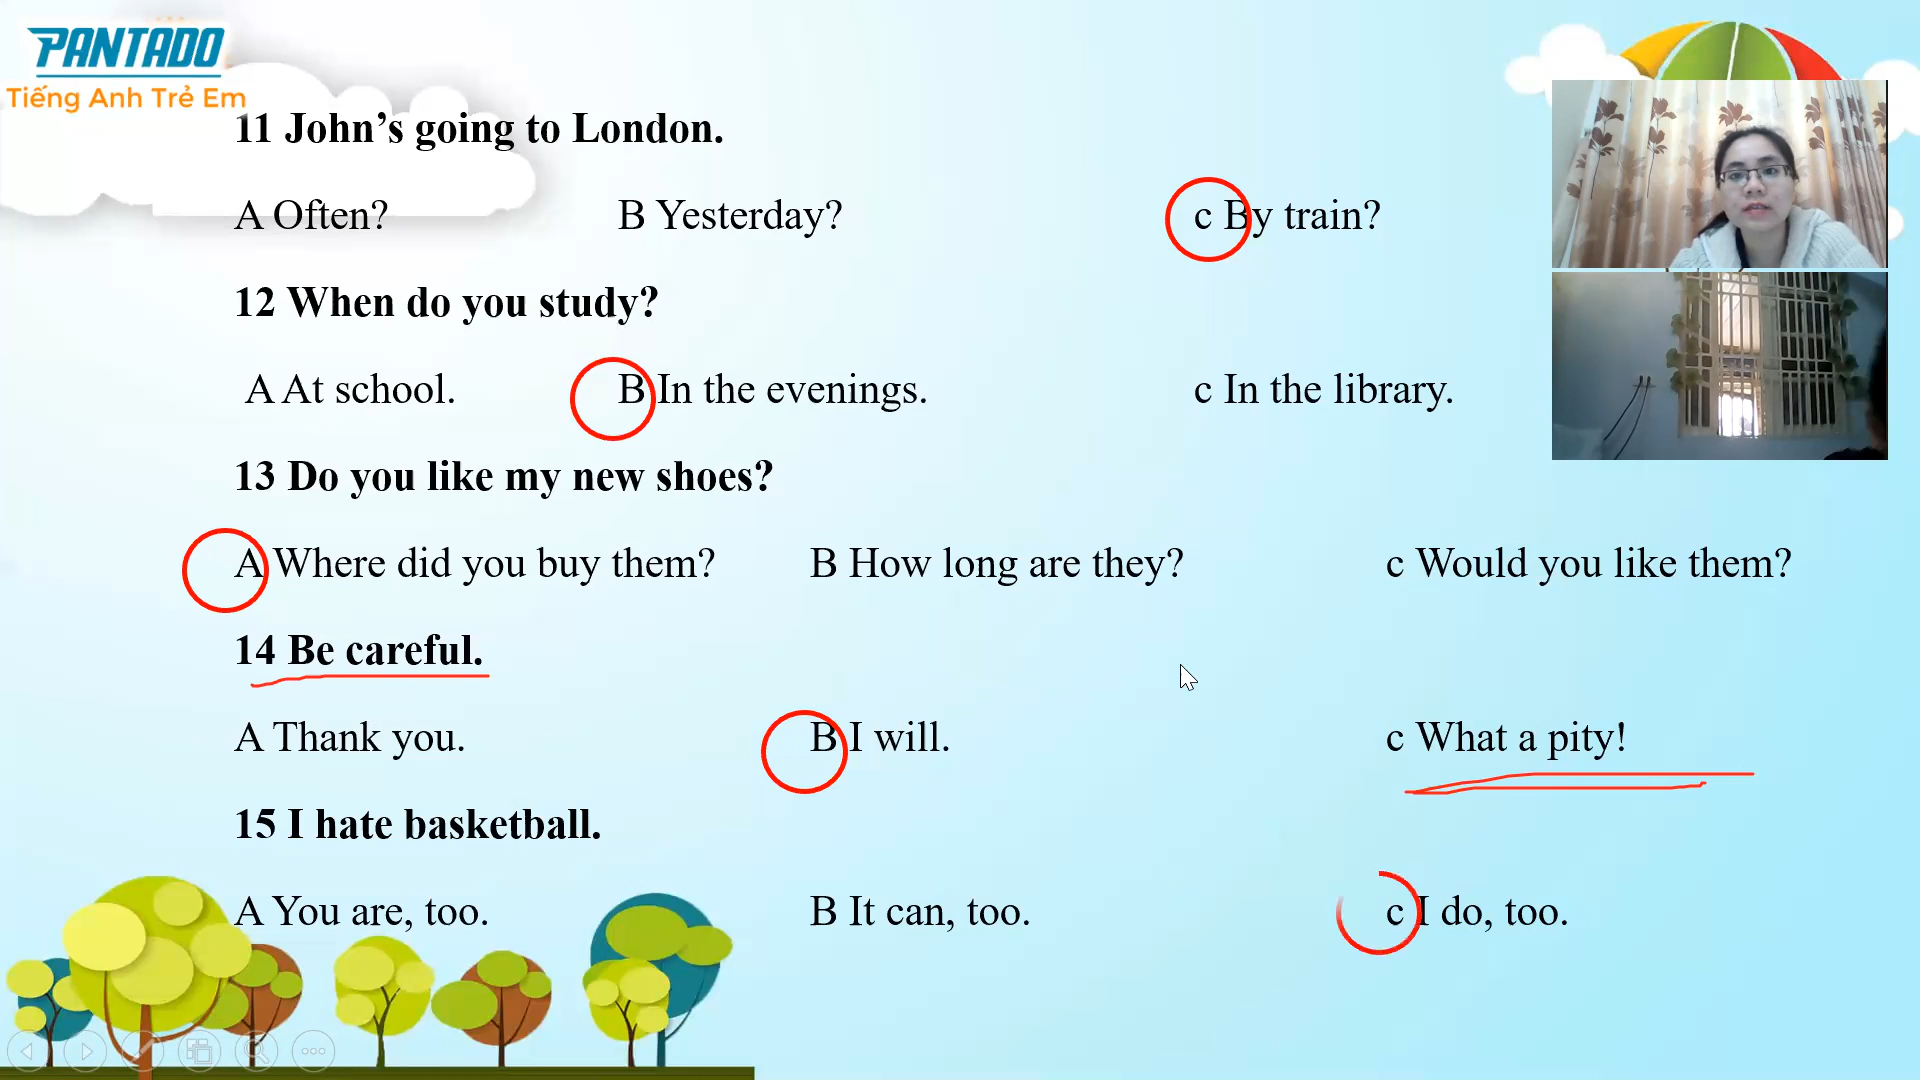 PANTADO
Tiếng Anh Trẻ Em
11 John’s going to London.
A Often? B Yesterday? c By train?
12 When do you study?
A At school. B In the evenings. c In the library.
13 Do you like my new shoes?
A Where did you buy them? B How long are they? c Would you like them?
14 Be careful.
A Thank you. B I will. c What a pity!
15 I hate basketball.
A You are, too. B It can, too. c I do, too.